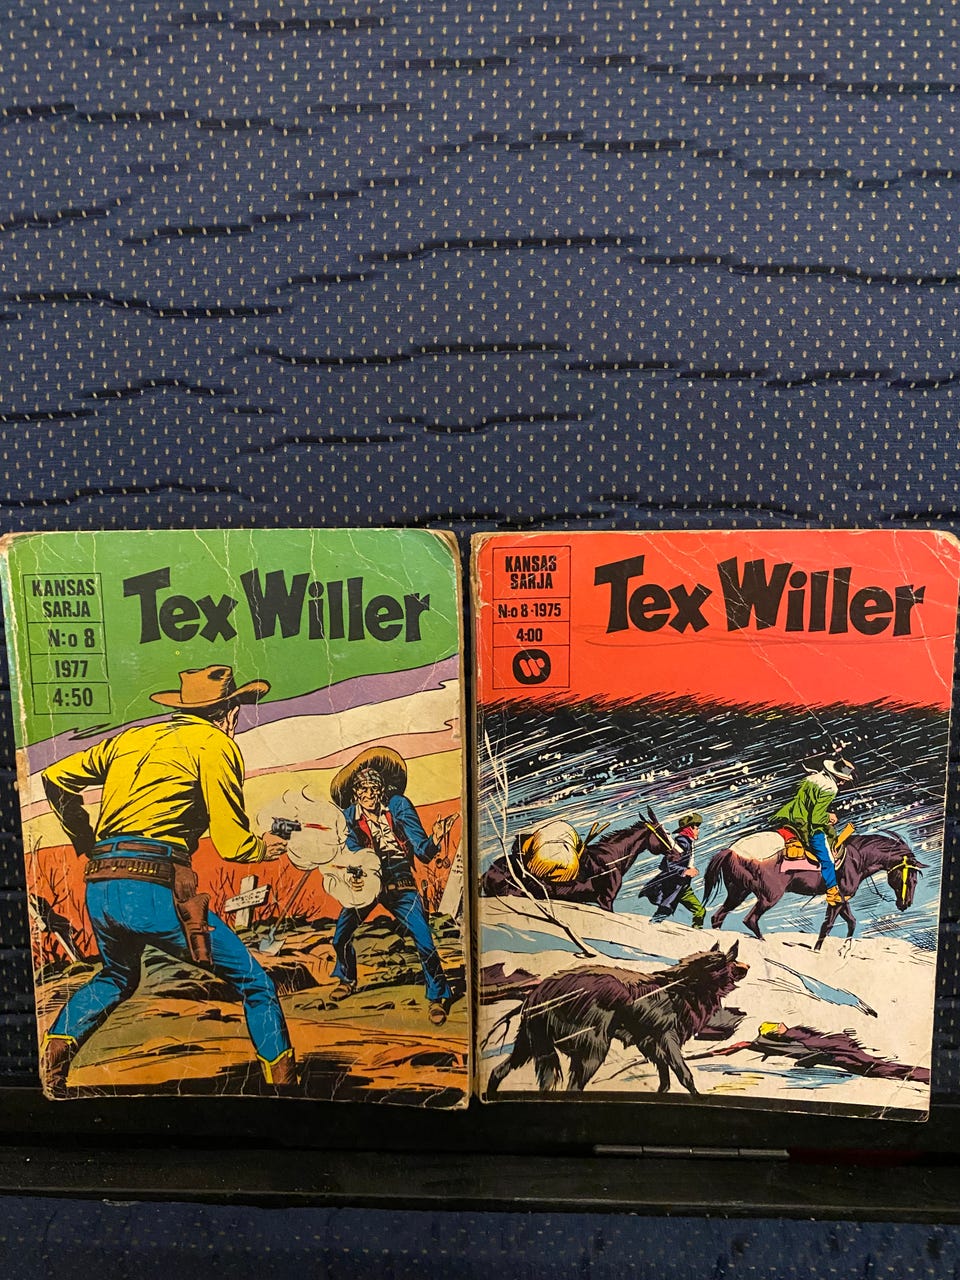 KANSAS
SARJA
N:o 8
1977
4:50
Tex Willer
KANSAS
SARJA
N:o 8-1975
4:00
Tex Willer